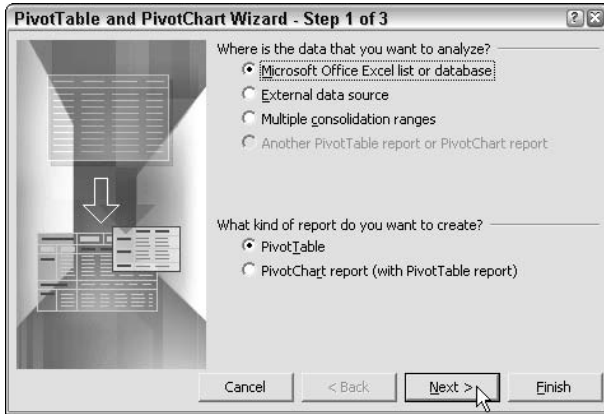 PivotTable and PivotChart Wizard - Step 1 of 3
Where is the data that you want to analyze?
Microsoft Office Excel list or database
External data source
Multiple consolidation ranges
Another PivotTable report or PivotChart report
What kind of report do you want to create?
PivotTable
PivotChart report (with PivotTable report)
Cancel
< Back
Next >
Finish